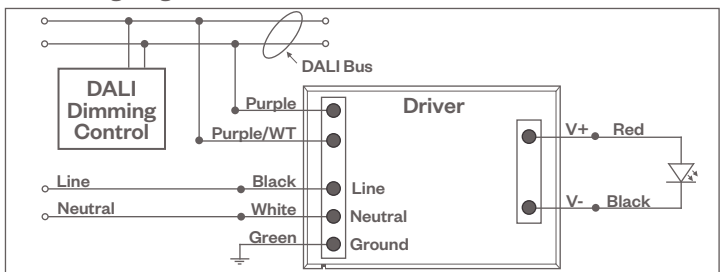 DALI Bus
DALI
Dimming
Control
Driver
Purple
Purple/WT
V+ Red
Line Black Line
V- Black
Neutral White Neutral
Green Ground